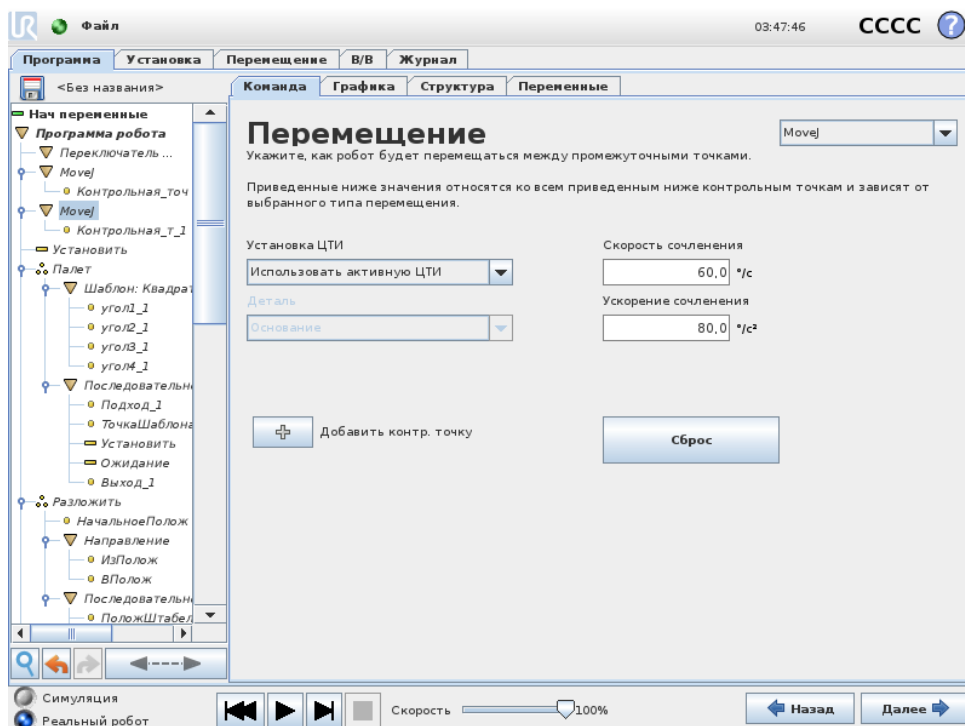 UR Файл 03:47:46 CCCC ?
Программа Установка Перемещение В/В Журнал
<Без названия>
Команда Графика Структура Переменные
Нач переменные
Программа робота
Переключатель ...
MoveJ
Контрольная_точ
MoveJ
Контрольная_т_1
Установить
Палет
Шаблон: Квадрат
угол1_1
угол2_1
угол3_1
угол4_1
Последовательн
Подход_1
ТочкаШаблона
Установить
Ожидание
Выход_1
Разложить
НачальноеПолож
Направление
ИзПолож
ВПолож
Последовательн
ПоложШтабел
Перемещение
MoveJ
Укажите, как робот будет перемещаться между промежуточными точками.
Приведенные ниже значения относятся ко всем приведенным ниже контрольным точкам и зависят от
выбранного типа перемещения.
Установка ЦТИ
Использовать активную ЦТИ
Деталь
Основание
Скорость сочленения
60,0 °/с
Ускорение сочленения
80,0 °/с²
Добавить контр. точку
Сброс
Симуляция
Реальный робот
Скорость 100%
Назад Далее